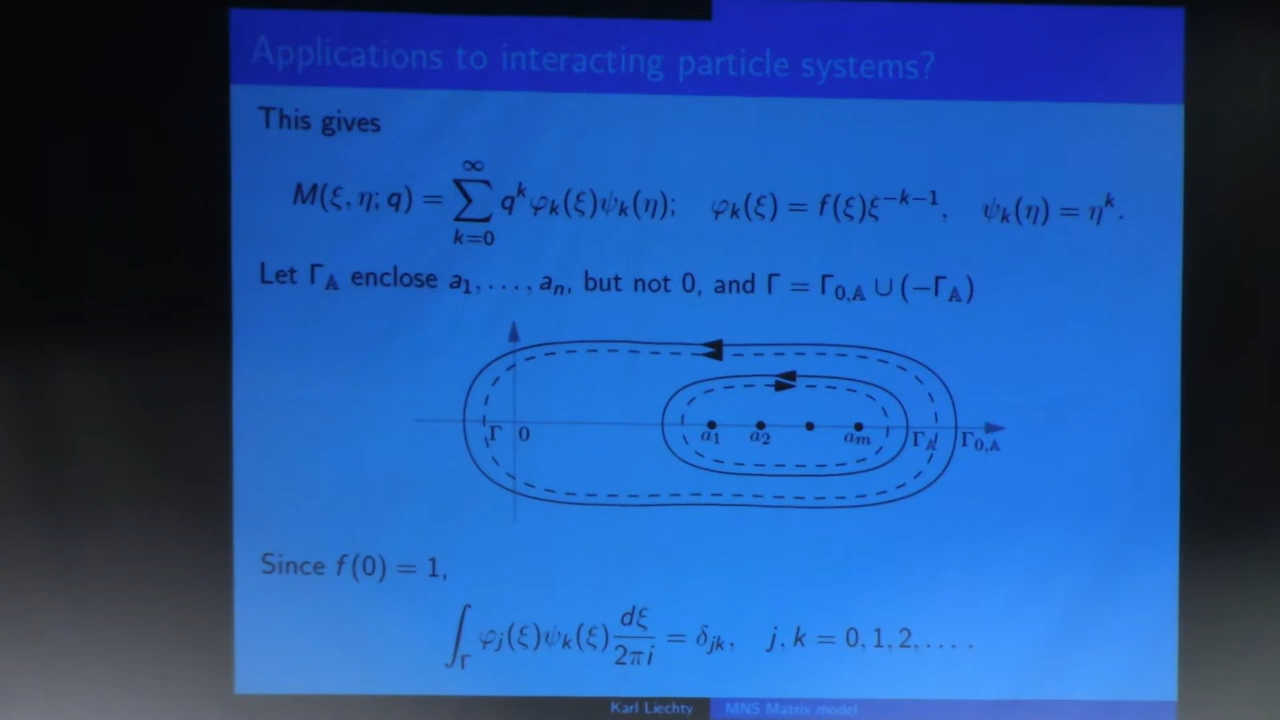 Applications to interacting particle systems?
This gives
M(ξ, η; q) = ∑_{k=0}^{∞} q^k φ_k(ξ)ψ_k(η);   φ_k(ξ) = f(ξ)ξ^{−k−1},   ψ_k(η) = η^k.
Let Γ_𝔸 enclose a_1, . . . , a_n, but not 0, and Γ = Γ_{0,𝔸} ∪ (−Γ_𝔸)
Γ 0 a_1 a_2 a_m Γ_𝔸 Γ_{0,𝔸}
Since f(0) = 1,
∫_Γ φ_j(ξ)ψ_k(ξ) dξ/2πi = δ_{jk},   j, k = 0, 1, 2, . . . .
Karl Liechty MNS Matrix model